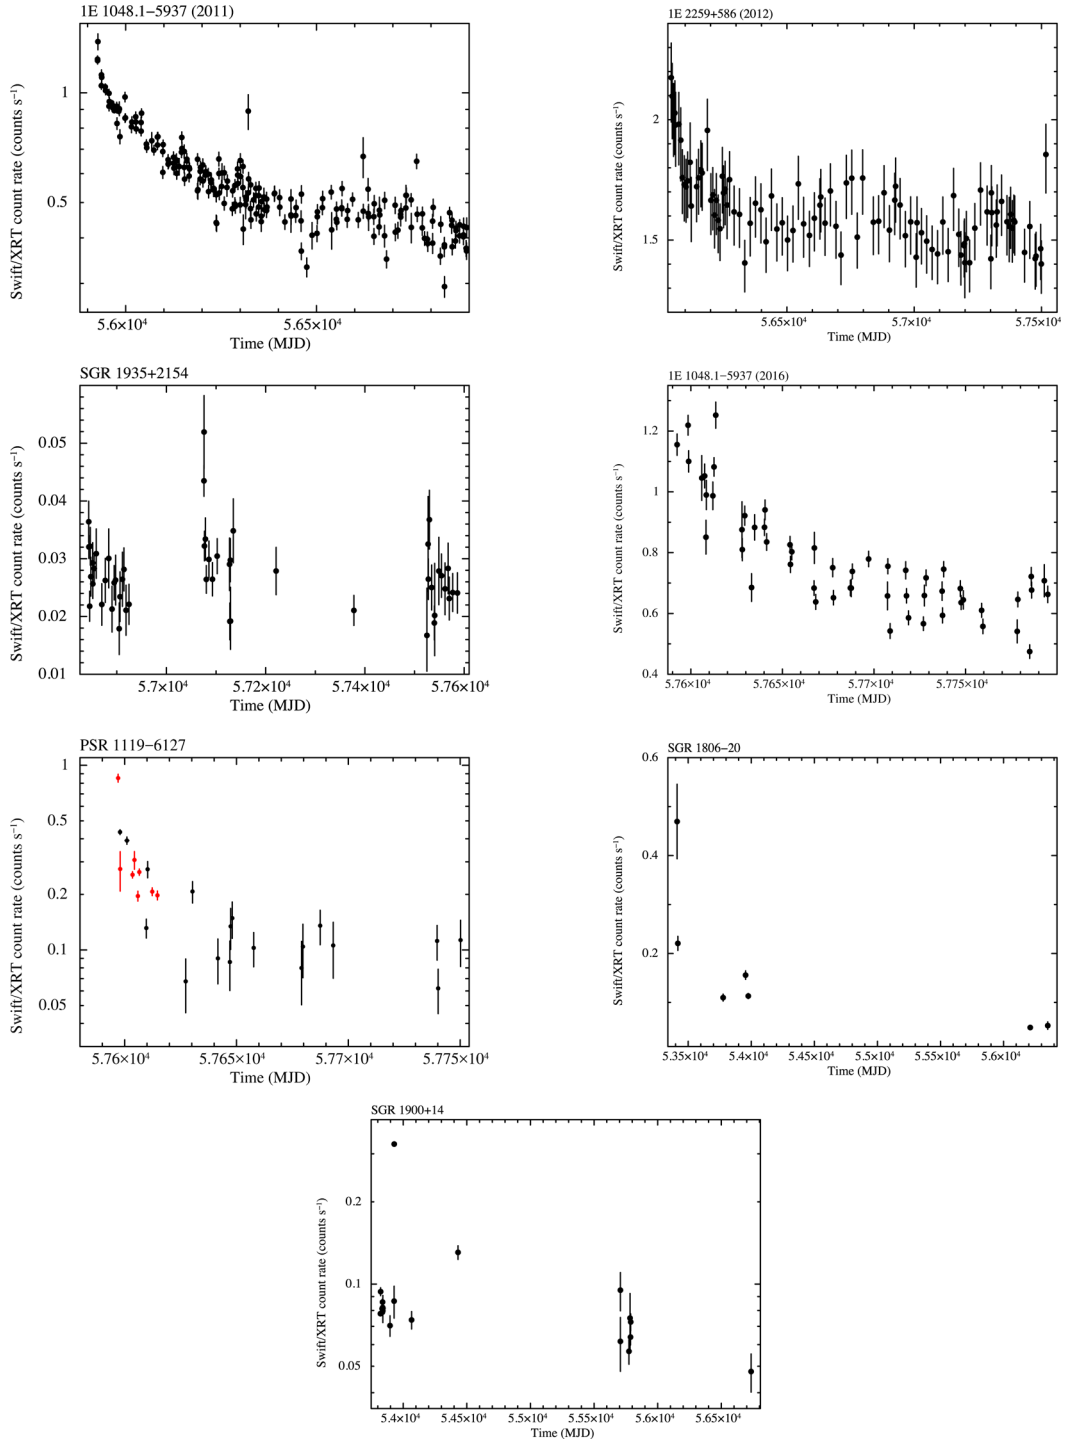 1E 1048.1−5937 (2011)
Swift/XRT count rate (counts s⁻¹)
1
0.5
5.6×10⁴
5.65×10⁴
Time (MJD)
1E 2259+586 (2012)
Swift/XRT count rate (counts s⁻¹)
2
1.5
5.65×10⁴
5.7×10⁴
5.75×10⁴
Time (MJD)
SGR 1935+2154
Swift/XRT count rate (counts s⁻¹)
0.05
0.04
0.03
0.02
0.01
5.7×10⁴
5.72×10⁴
5.74×10⁴
5.76×10⁴
Time (MJD)
1E 1048.1−5937 (2016)
Swift/XRT count rate (counts s⁻¹)
1.2
1
0.8
0.6
0.4
5.76×10⁴
5.765×10⁴
5.77×10⁴
5.775×10⁴
Time (MJD)
PSR 1119−6127
Swift/XRT count rate (counts s⁻¹)
1
0.5
0.2
0.1
0.05
5.76×10⁴
5.765×10⁴
5.77×10⁴
5.775×10⁴
Time (MJD)
SGR 1806−20
Swift/XRT count rate (counts s⁻¹)
0.6
0.4
0.2
5.35×10⁴
5.4×10⁴
5.45×10⁴
5.5×10⁴
5.55×10⁴
5.6×10⁴
Time (MJD)
SGR 1900+14
Swift/XRT count rate (counts s⁻¹)
0.2
0.1
0.05
5.4×10⁴
5.45×10⁴
5.5×10⁴
5.55×10⁴
5.6×10⁴
5.65×10⁴
Time (MJD)